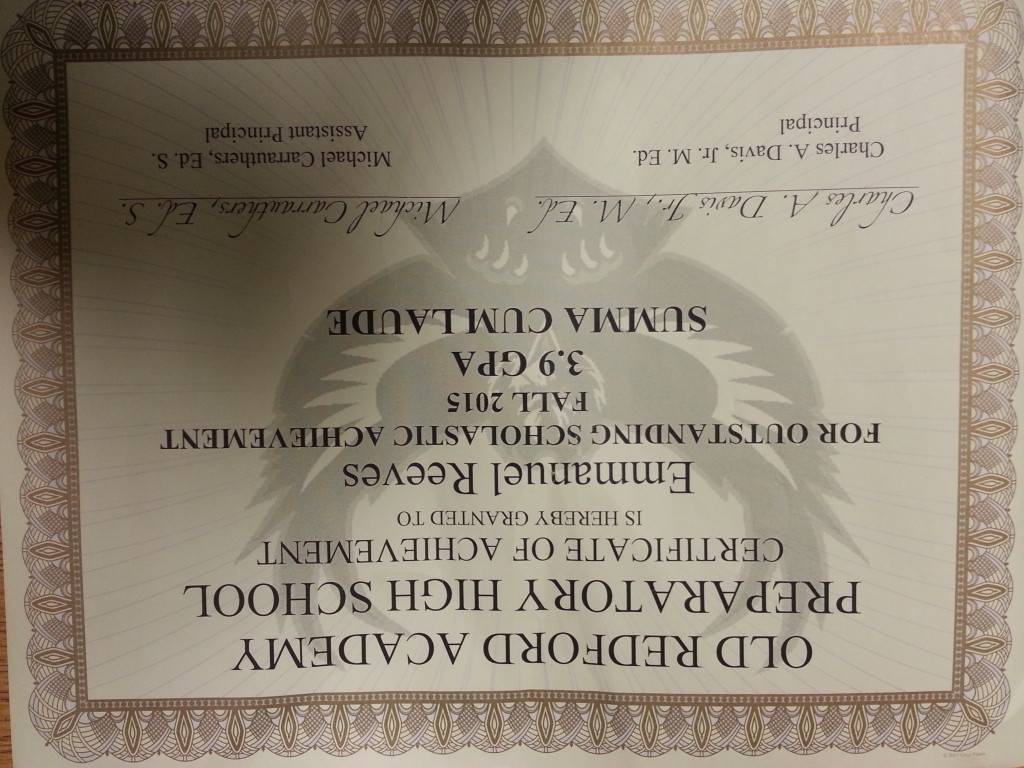 OLD REDFORD ACADEMY
PREPARATORY HIGH SCHOOL
CERTIFICATE OF ACHIEVEMENT
IS HEREBY GRANTED TO
Emmanuel Reeves
FOR OUTSTANDING SCHOLASTIC ACHIEVEMENT
FALL 2015
3.9 GPA
SUMMA CUM LAUDE
Charles A. Davis Jr., M. Ed. Michael Carrauthers, Ed. S.
Charles A. Davis, Jr. M. Ed. Michael Carrauthers, Ed. S.
Principal Assistant Principal